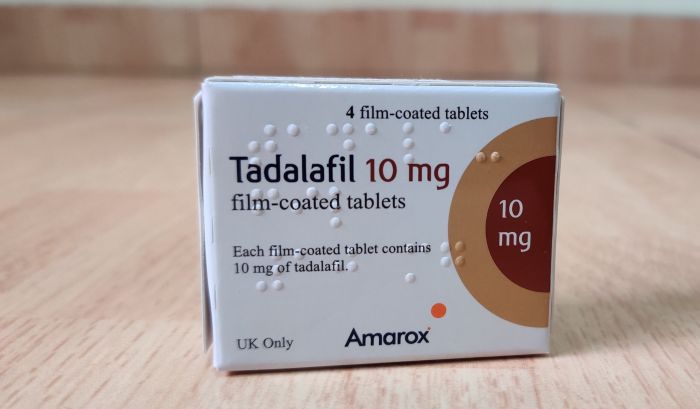 4 film-coated tablets
Tadalafil 10 mg
film-coated tablets
10
mg
Each film-coated tablet contains
10 mg of tadalafil.
UK Only
Amarox